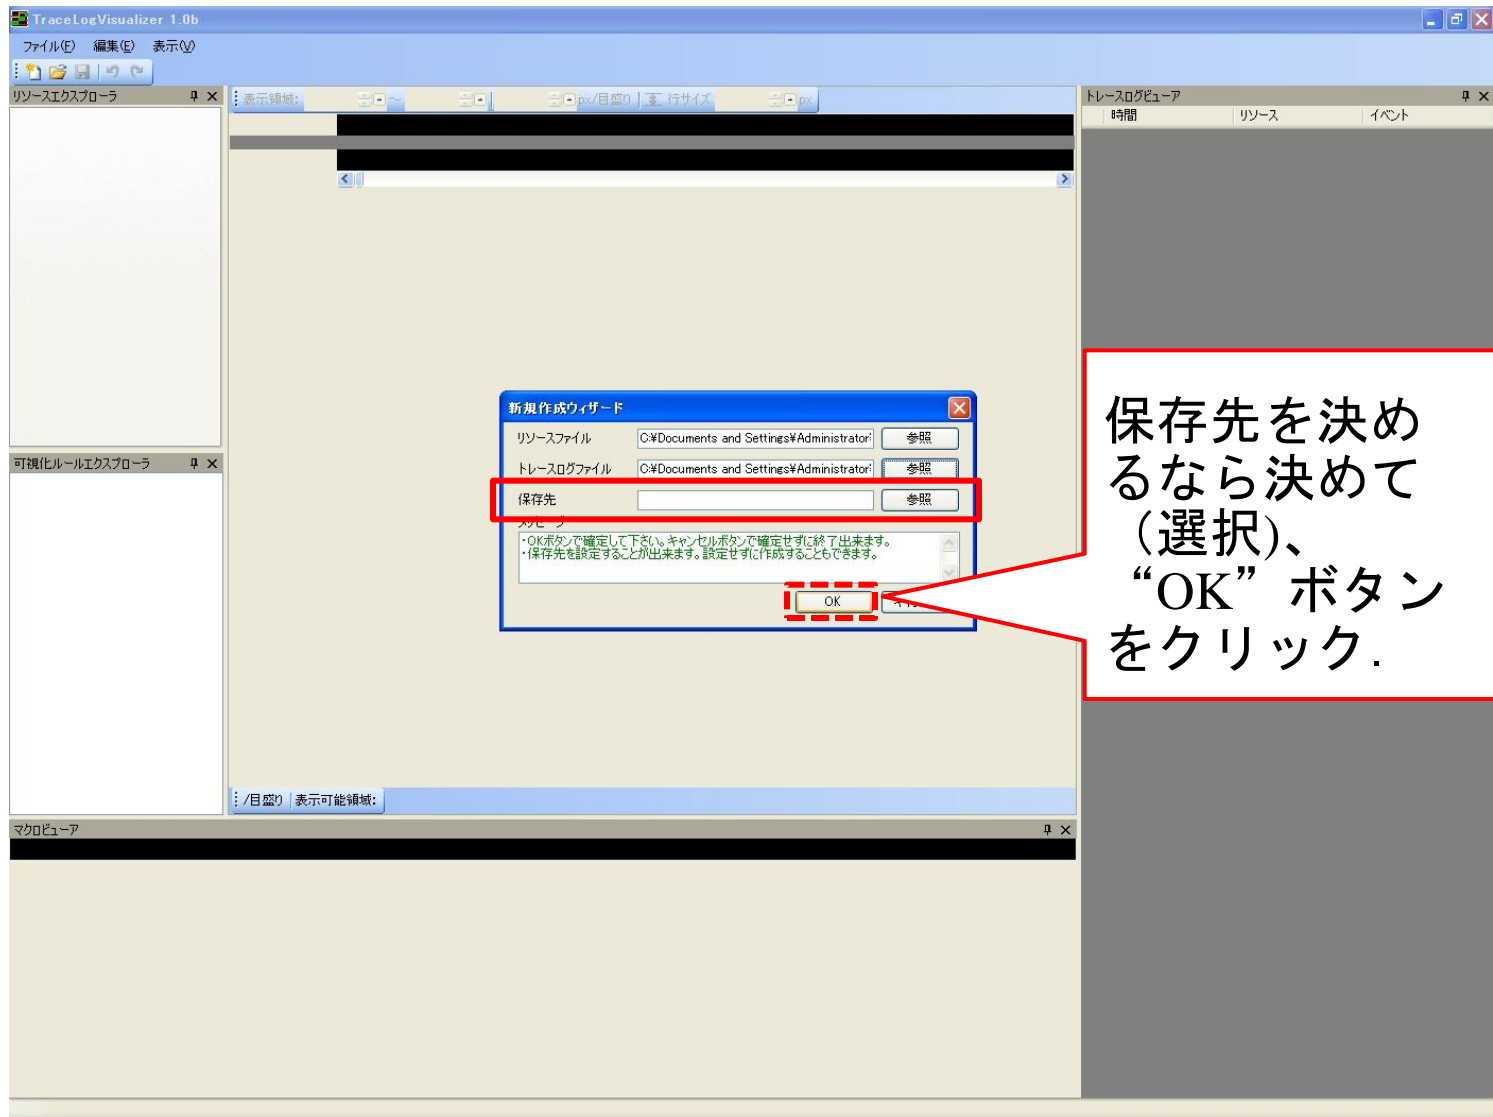 TraceLogVisualizer 1.0b
ファイル(F) 編集(E) 表示(V)
リソースエクスプローラ
表示領域: ～ px/目盛り 行サイズ px
トレースログビューア
時間 リソース イベント
新規作成ウィザード
リソースファイル C:¥Documents and Settings¥Administrator 参照
トレースログファイル C:¥Documents and Settings¥Administrator 参照
保存先 参照
メッセージ
・OKボタンで確定して下さい。キャンセルボタンで確定せずに終了出来ます。
・保存先を設定することが出来ます。設定せずに作成することもできます。
OK
保存先を決め
るなら決めて
（選択)、
“OK”ボタン
をクリック.
可視化ルールエクスプローラ
/目盛り 表示可能領域:
マクロビューア